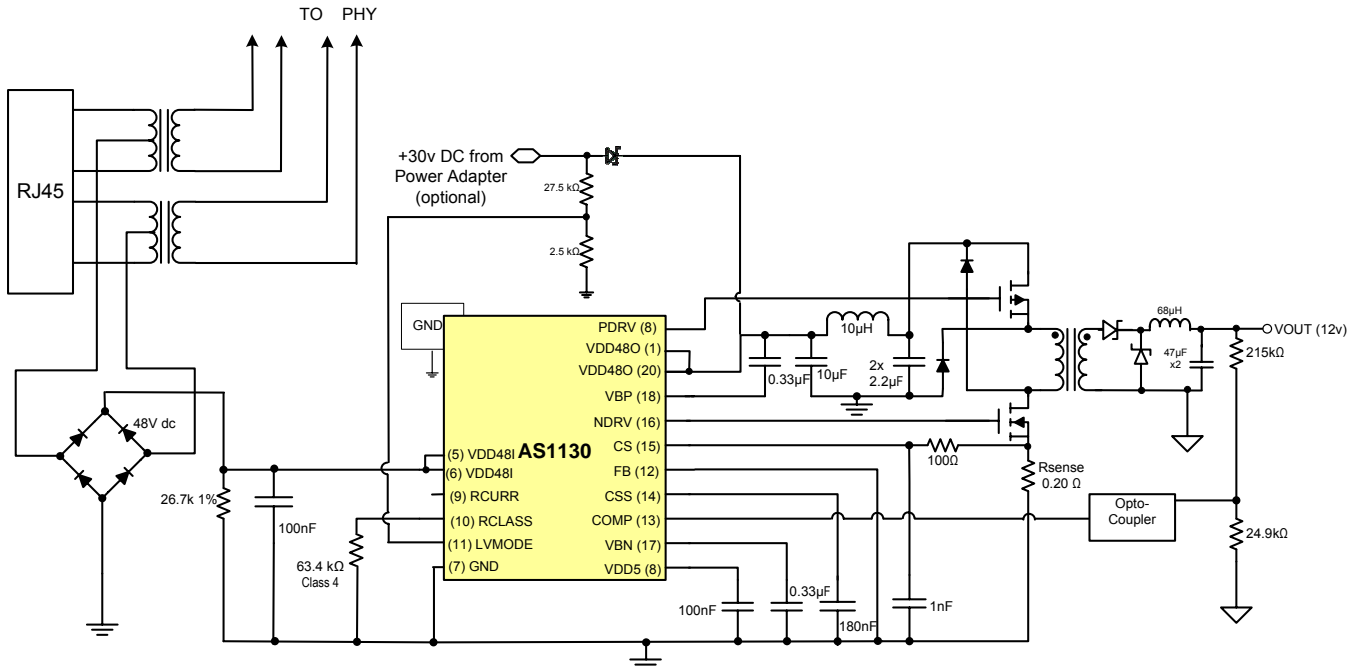 TO PHY
RJ45
+30v DC from
Power Adapter
(optional)
27.5 kΩ
2.5 kΩ
GND
PDRV (8)
VDD48O (1)
VDD48O (20)
VBP (18)
NDRV (16)
CS (15)
FB (12)
CSS (14)
COMP (13)
VBN (17)
VDD5 (8)
AS1130
(5) VDD48I
(6) VDD48I
(9) RCURR
(10) RCLASS
(11) LVMODE
(7) GND
48V dc
26.7k 1%
100nF
63.4 kΩ
Class 4
0.33µF
10µF
10µH
2x
2.2µF
68µH
47µF
x2
VOUT (12v)
215kΩ
100Ω
Rsense
0.20 Ω
Opto-
Coupler
24.9kΩ
100nF
0.33µF
180nF
1nF